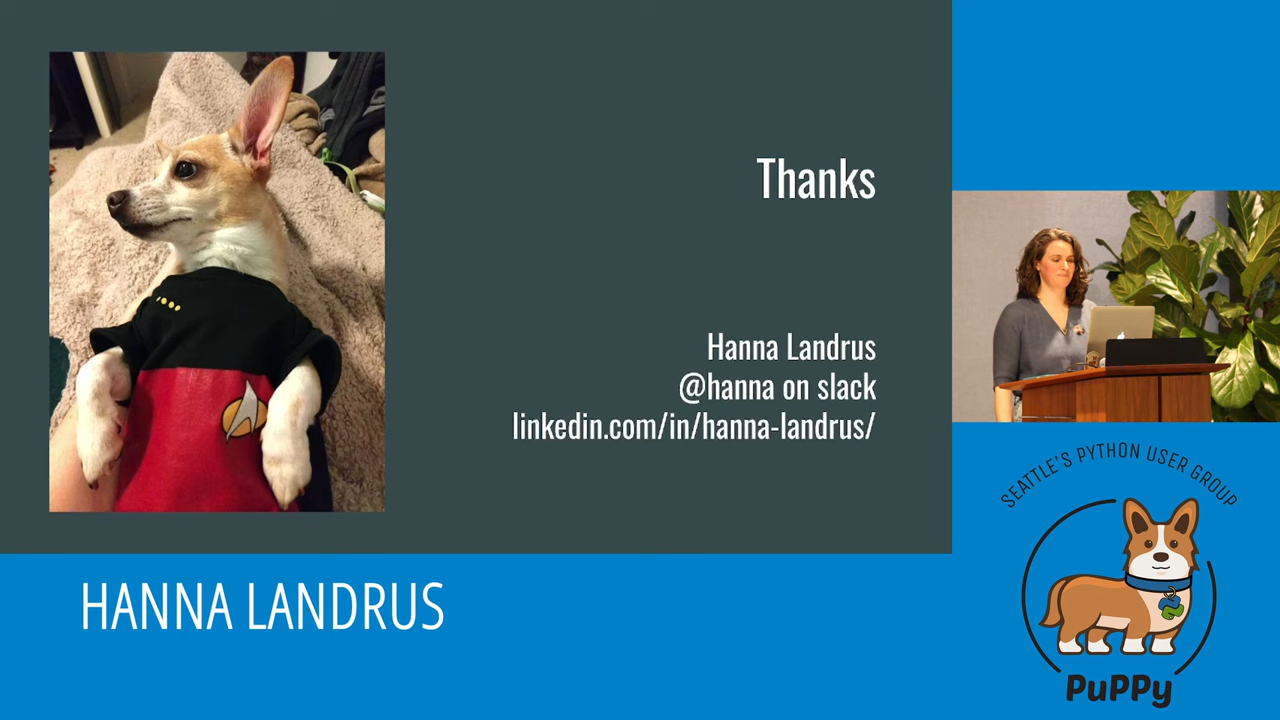 Thanks
Hanna Landrus
@hanna on slack
linkedin.com/in/hanna-landrus/
HANNA LANDRUS
SEATTLE'S PYTHON USER GROUP
PuPPy